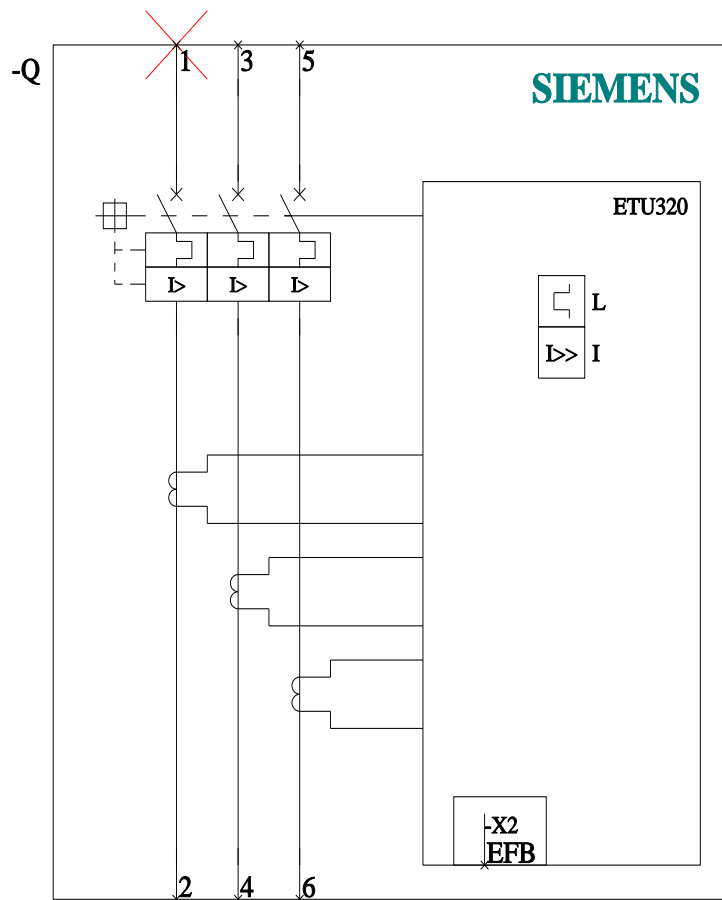 1 3 5
-Q
SIEMENS
ETU320
I> I> I>
L
I>> I
-X2
EFB
2 4 6